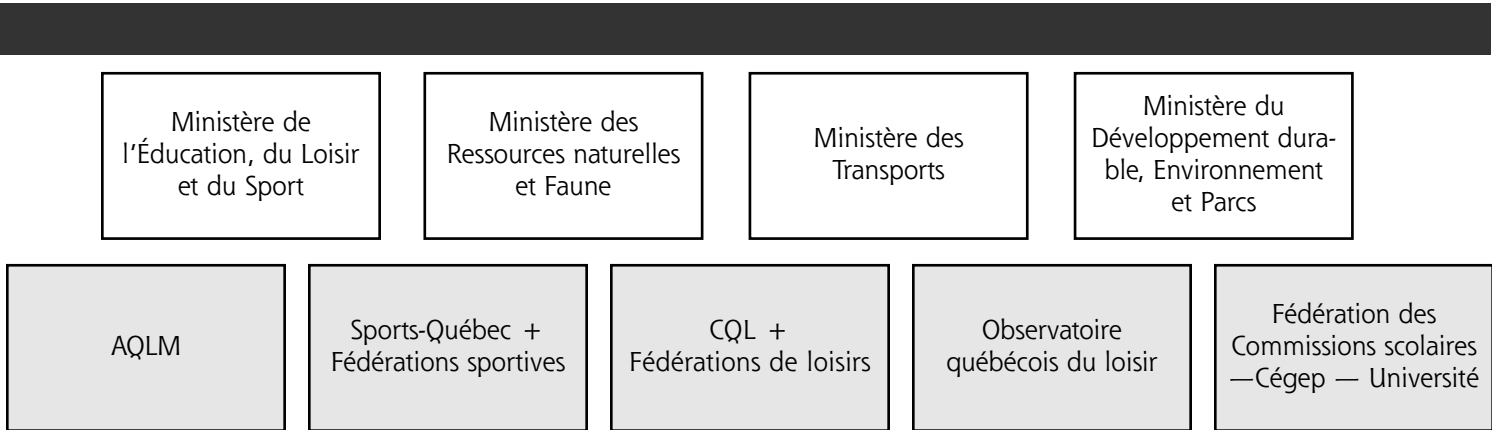 Ministère de
l'Éducation, du Loisir
et du Sport
Ministère des
Ressources naturelles
et Faune
Ministère des
Transports
Ministère du
Développement dura-
ble, Environnement
et Parcs
AQLM
Sports-Québec +
Fédérations sportives
CQL +
Fédérations de loisirs
Observatoire
québécois du loisir
Fédération des
Commissions scolaires
—Cégep — Université